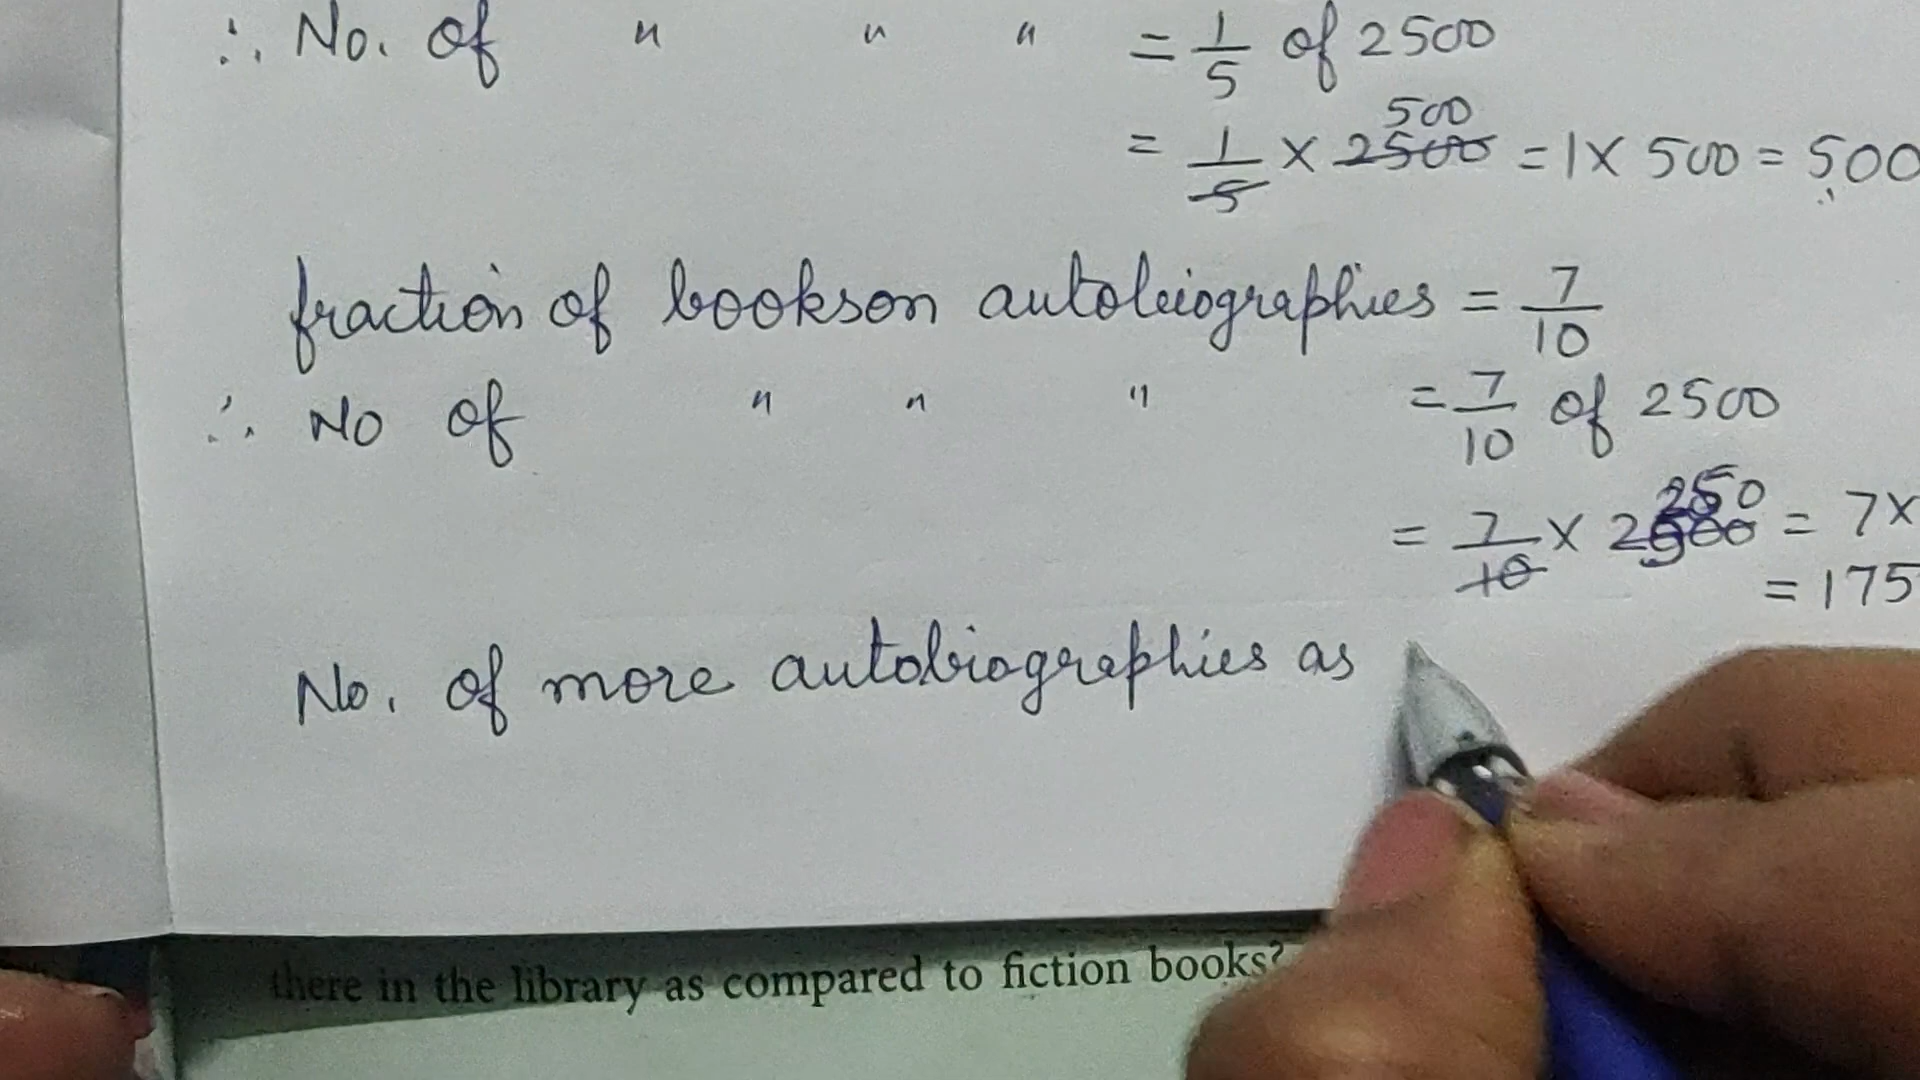 ∴ No. of " " " = 1/5 of 2500
= 1/5 × 2500 500 = 1 × 500 = 500
fraction of books on autobiographies = 7/10
∴ No of " " " = 7/10 of 2500
= 7/10 × 2500 250 = 7×
= 175
No. of more autobiographies as
there in the library as compared to fiction books?